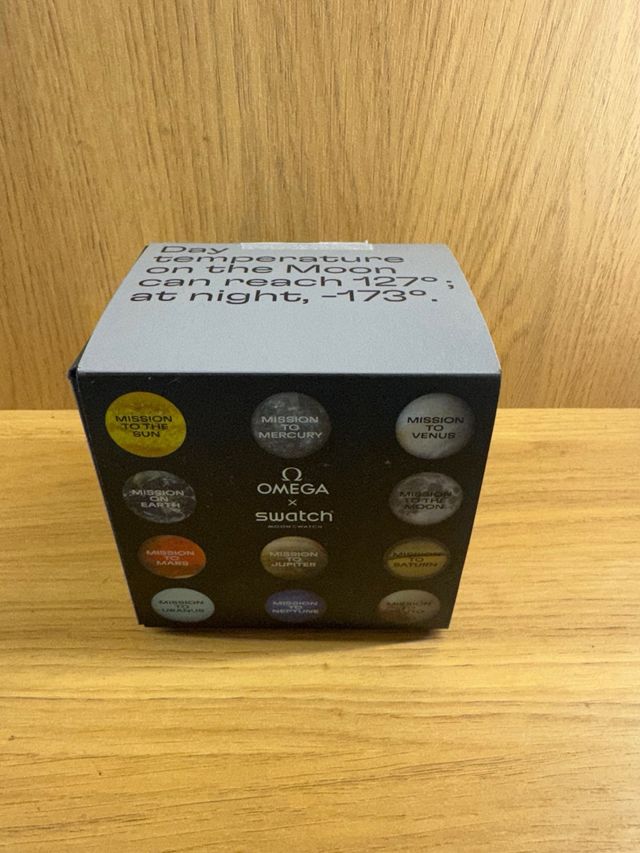 Day
temperature
on the Moon
can reach 127°;
at night, -173°.
MISSION
TO THE
SUN
MISSION
TO
MERCURY
MISSION
TO
VENUS
MISSION
ON
EARTH
Ω
OMEGA
×
swatch
MOONSWATCH
MISSION
TO THE
MOON
MISSION
TO
MARS
MISSION
TO
JUPITER
MISSION
TO
SATURN
MISSION
TO
URANUS
MISSION
TO
NEPTUNE
MISSION
TO
PLUTO